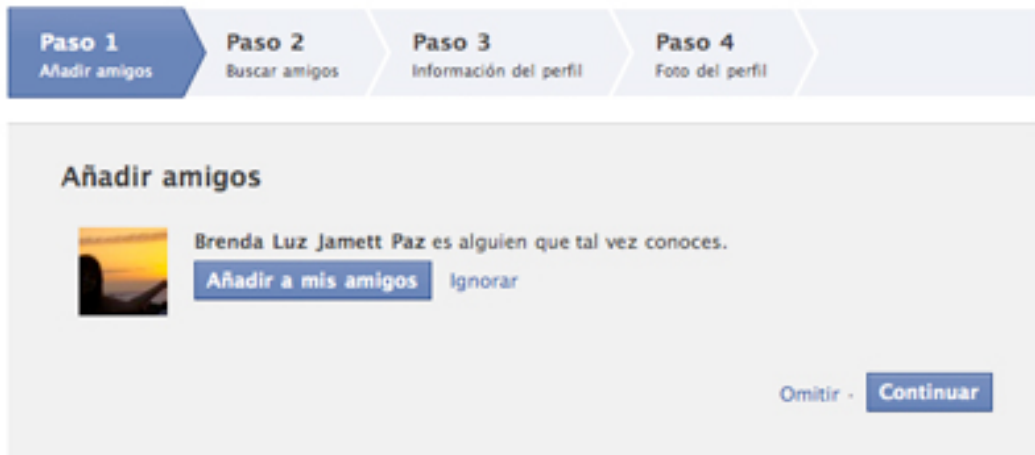 Paso 1
Añadir amigos
Paso 2
Buscar amigos
Paso 3
Información del perfil
Paso 4
Foto del perfil
Añadir amigos
Brenda Luz Jamett Paz es alguien que tal vez conoces.
Añadir a mis amigos Ignorar
Omitir · Continuar